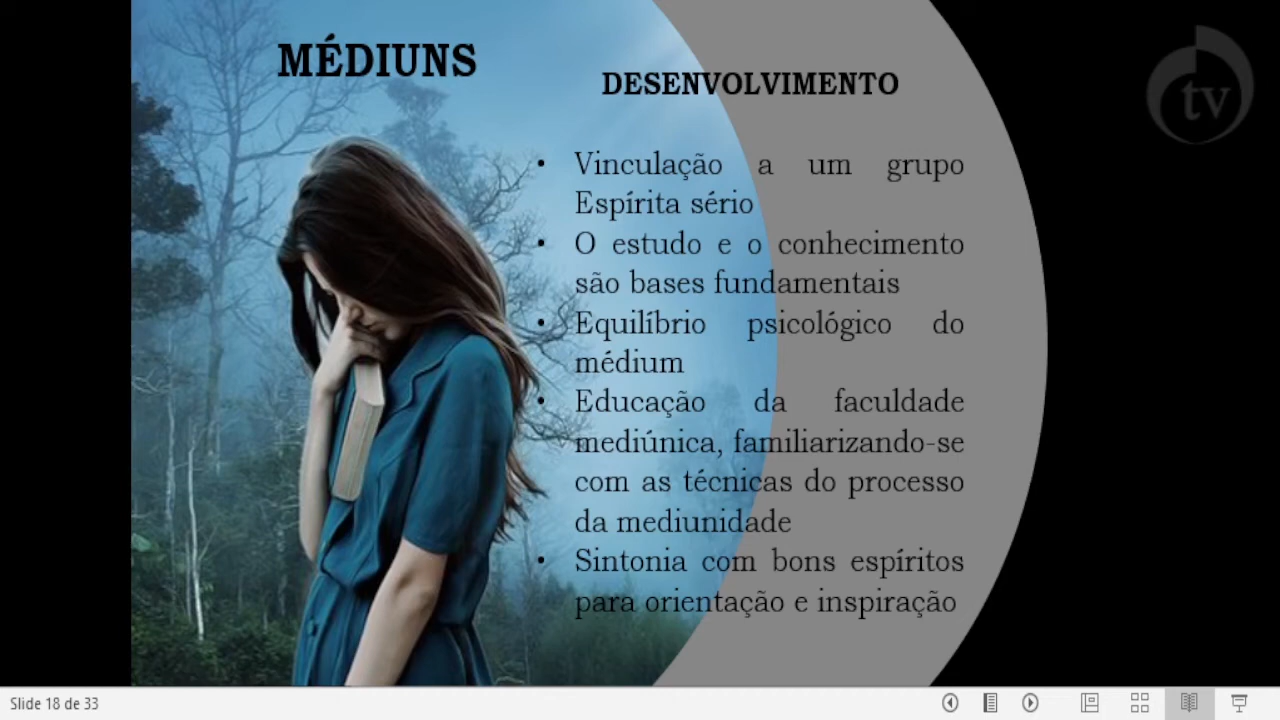 MÉDIUNS
DESENVOLVIMENTO
• Vinculação a um grupo
Espírita sério
• O estudo e o conhecimento
são bases fundamentais
• Equilíbrio psicológico do
médium
• Educação da faculdade
mediúnica, familiarizando-se
com as técnicas do processo
da mediunidade
• Sintonia com bons espíritos
para orientação e inspiração
tv
Slide 18 de 33